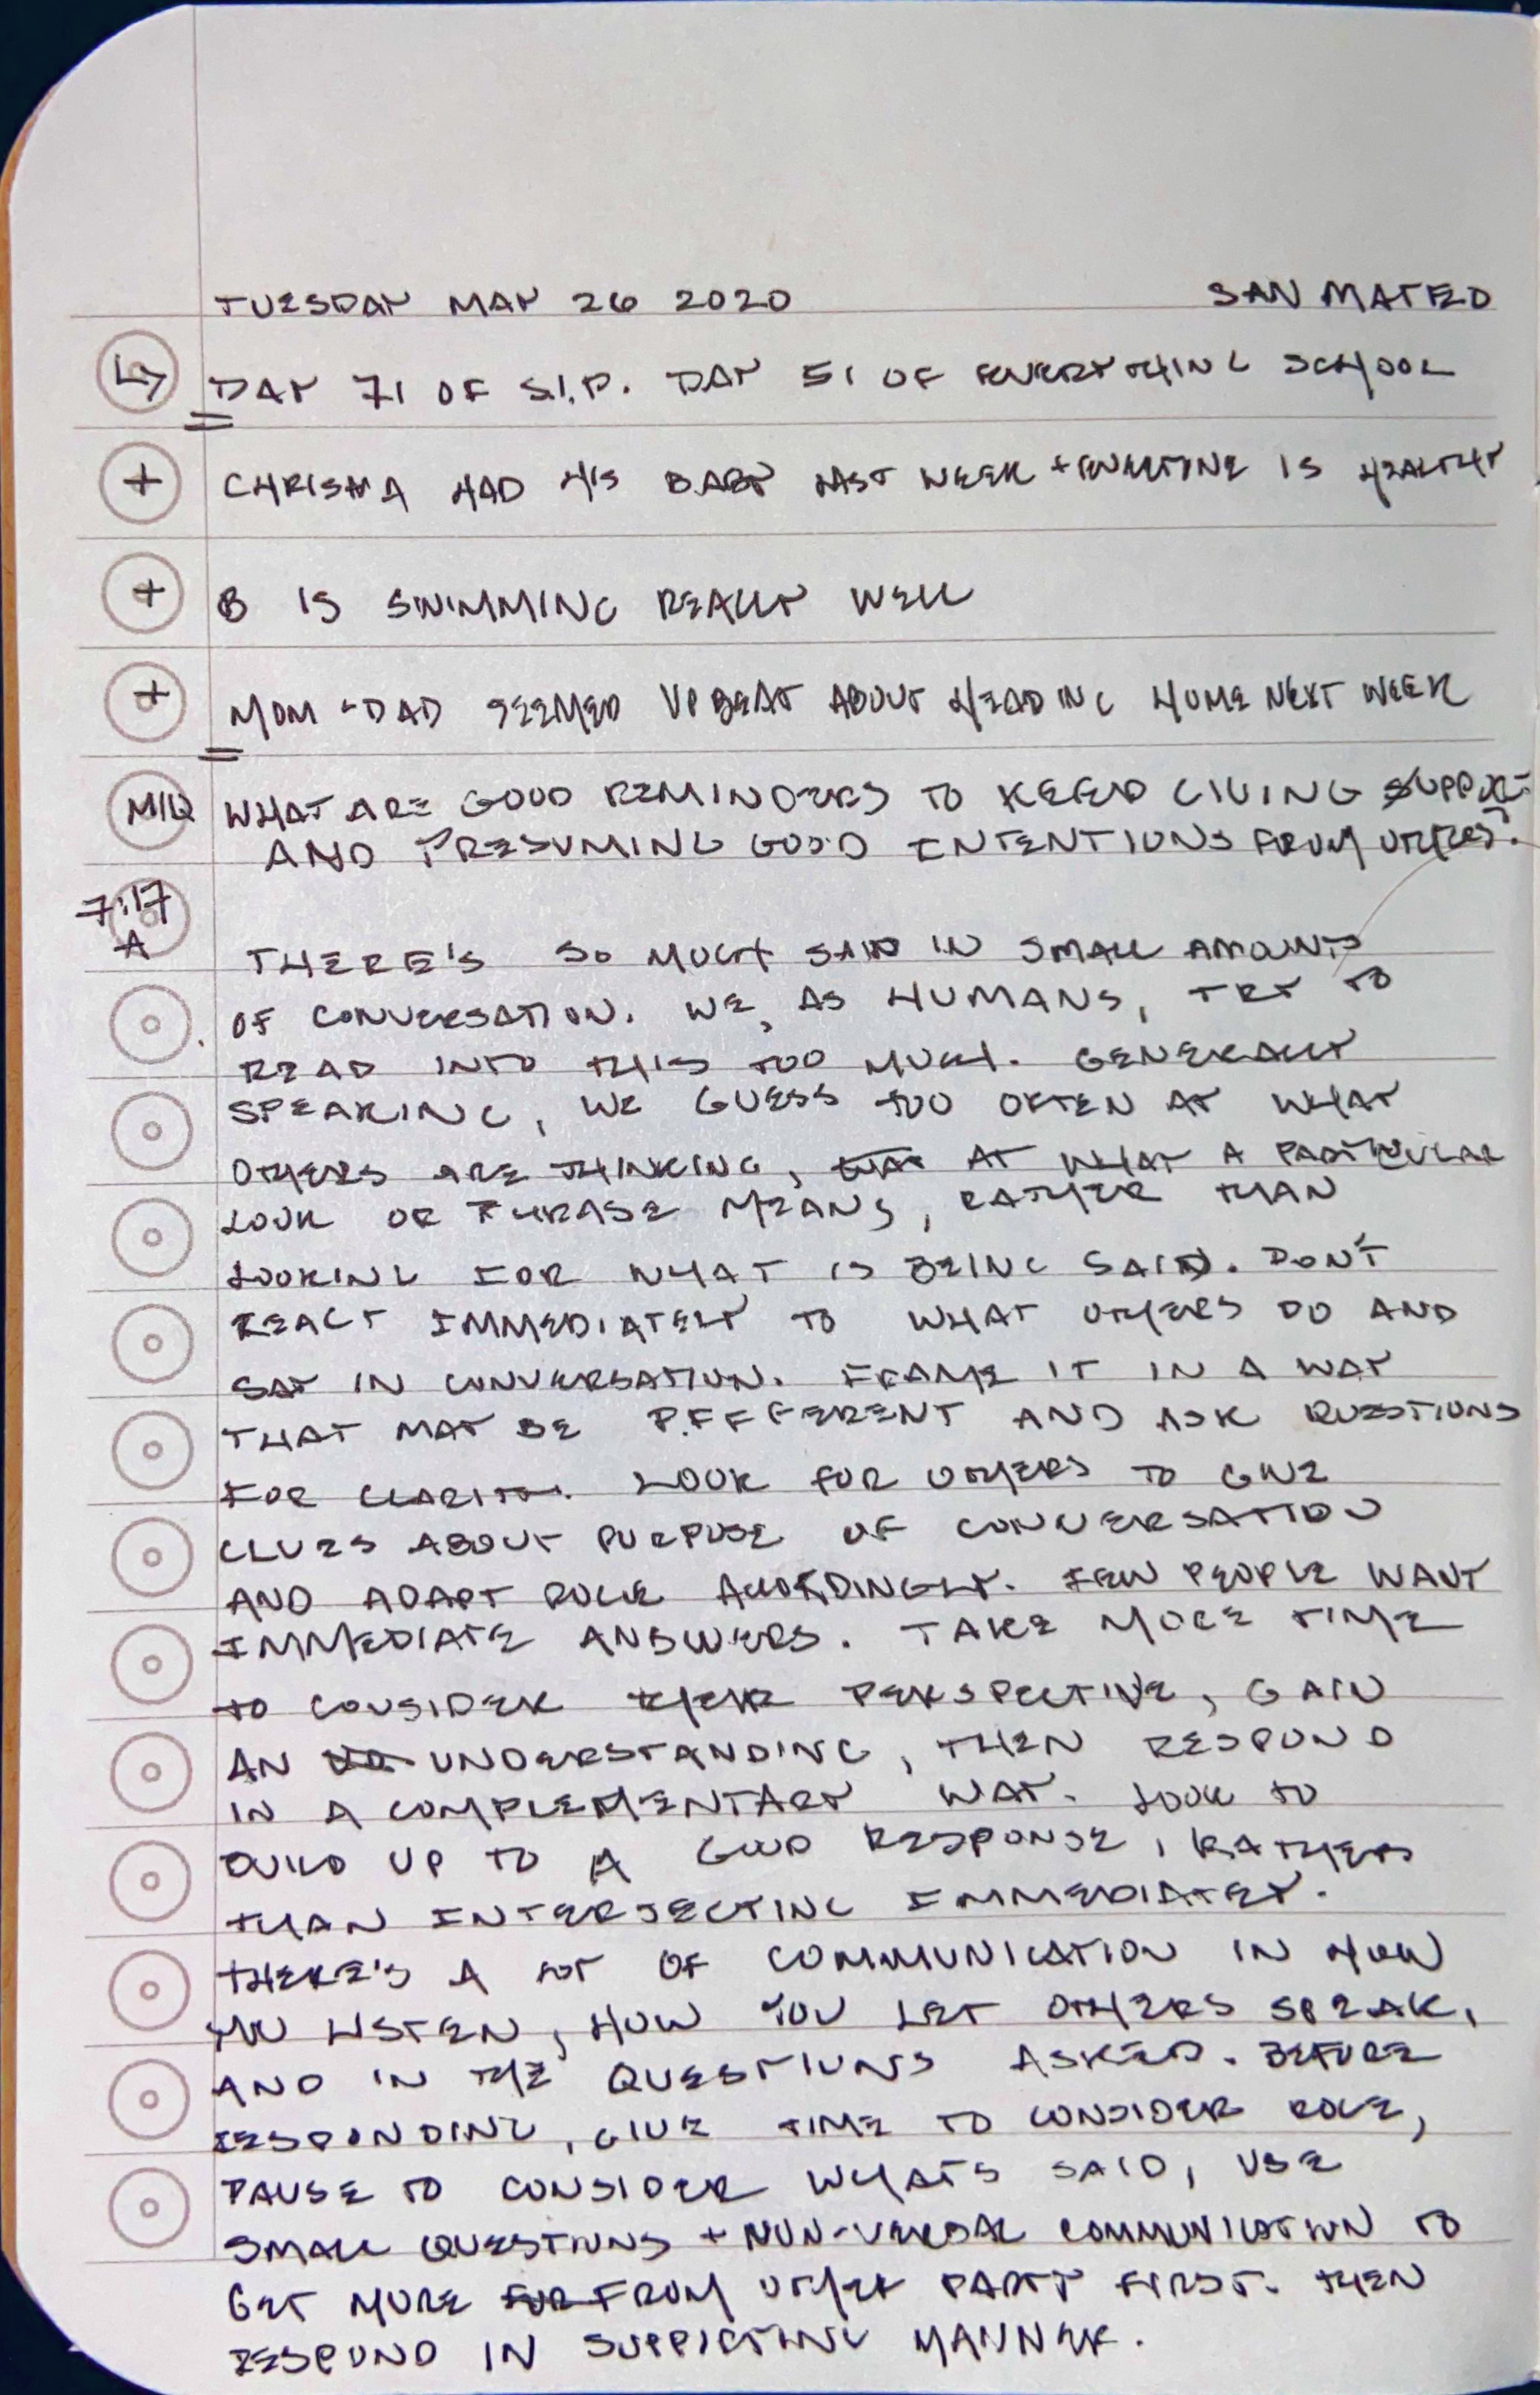 TUESDAY MAY 26 2020 SAN MATEO
↳ DAY 71 OF S.I.P. DAY 51 OF EVERYTHING SCHOOL
+ CHRISMA HAD HIS BABY LAST WEEK + EVERYONE IS HEALTHY
+ B IS SWIMMING REALLY WELL
+ MOM + DAD SEEMED UPBEAT ABOUT HEADING HOME NEXT WEEK
MIQ WHAT ARE GOOD REMINDERS TO KEEP GIVING SUPPORT
AND PRESUMING GOOD INTENTIONS FROM OTHERS?
7:17
A
THERE'S SO MUCH SAID IN SMALL AMOUNTS
OF CONVERSATION. WE, AS HUMANS, TRY TO
READ INTO THIS TOO MUCH. GENERALLY
SPEAKING, WE GUESS TOO OFTEN AT WHAT
OTHERS ARE THINKING, AT WHAT A PARTICULAR
LOOK OR PHRASE MEANS, RATHER THAN
LOOKING FOR WHAT IS BEING SAID. DON'T
REACT IMMEDIATELY TO WHAT OTHERS DO AND
SAY IN CONVERSATION. FRAME IT IN A WAY
THAT MAY BE DIFFERENT AND ASK QUESTIONS
FOR CLARITY. LOOK FOR OTHERS TO GIVE
CLUES ABOUT PURPOSE OF CONVERSATION
AND ADAPT ROLE ACCORDINGLY. FEW PEOPLE WANT
IMMEDIATE ANSWERS. TAKE MORE TIME
TO CONSIDER THEIR PERSPECTIVE, GAIN
AN UNDERSTANDING, THEN RESPOND
IN A COMPLEMENTARY WAY. LOOK TO
BUILD UP TO A GOOD RESPONSE, RATHER
THAN INTERJECTING IMMEDIATELY.
THERE'S A LOT OF COMMUNICATION IN HOW
YOU LISTEN, HOW YOU LET OTHERS SPEAK,
AND IN THE QUESTIONS ASKED. BEFORE
RESPONDING, GIVE TIME TO CONSIDER ROLE,
PAUSE TO CONSIDER WHATS SAID, USE
SMALL QUESTIONS + NON-VERBAL COMMUNICATION TO
GET MORE FROM OTHER PARTY FIRST. THEN
RESPOND IN SUPPORTING MANNER.